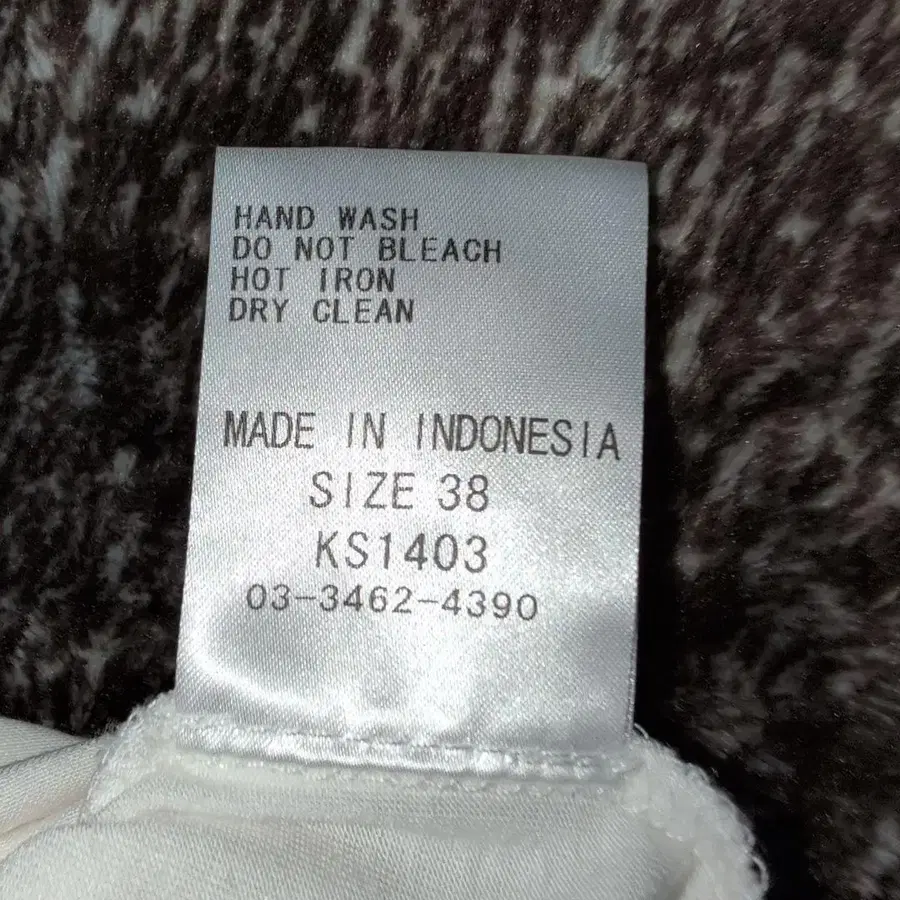 HAND WASH
DO NOT BLEACH
HOT IRON
DRY CLEAN
MADE IN INDONESIA
SIZE 38
KS1403
03-3462-4390